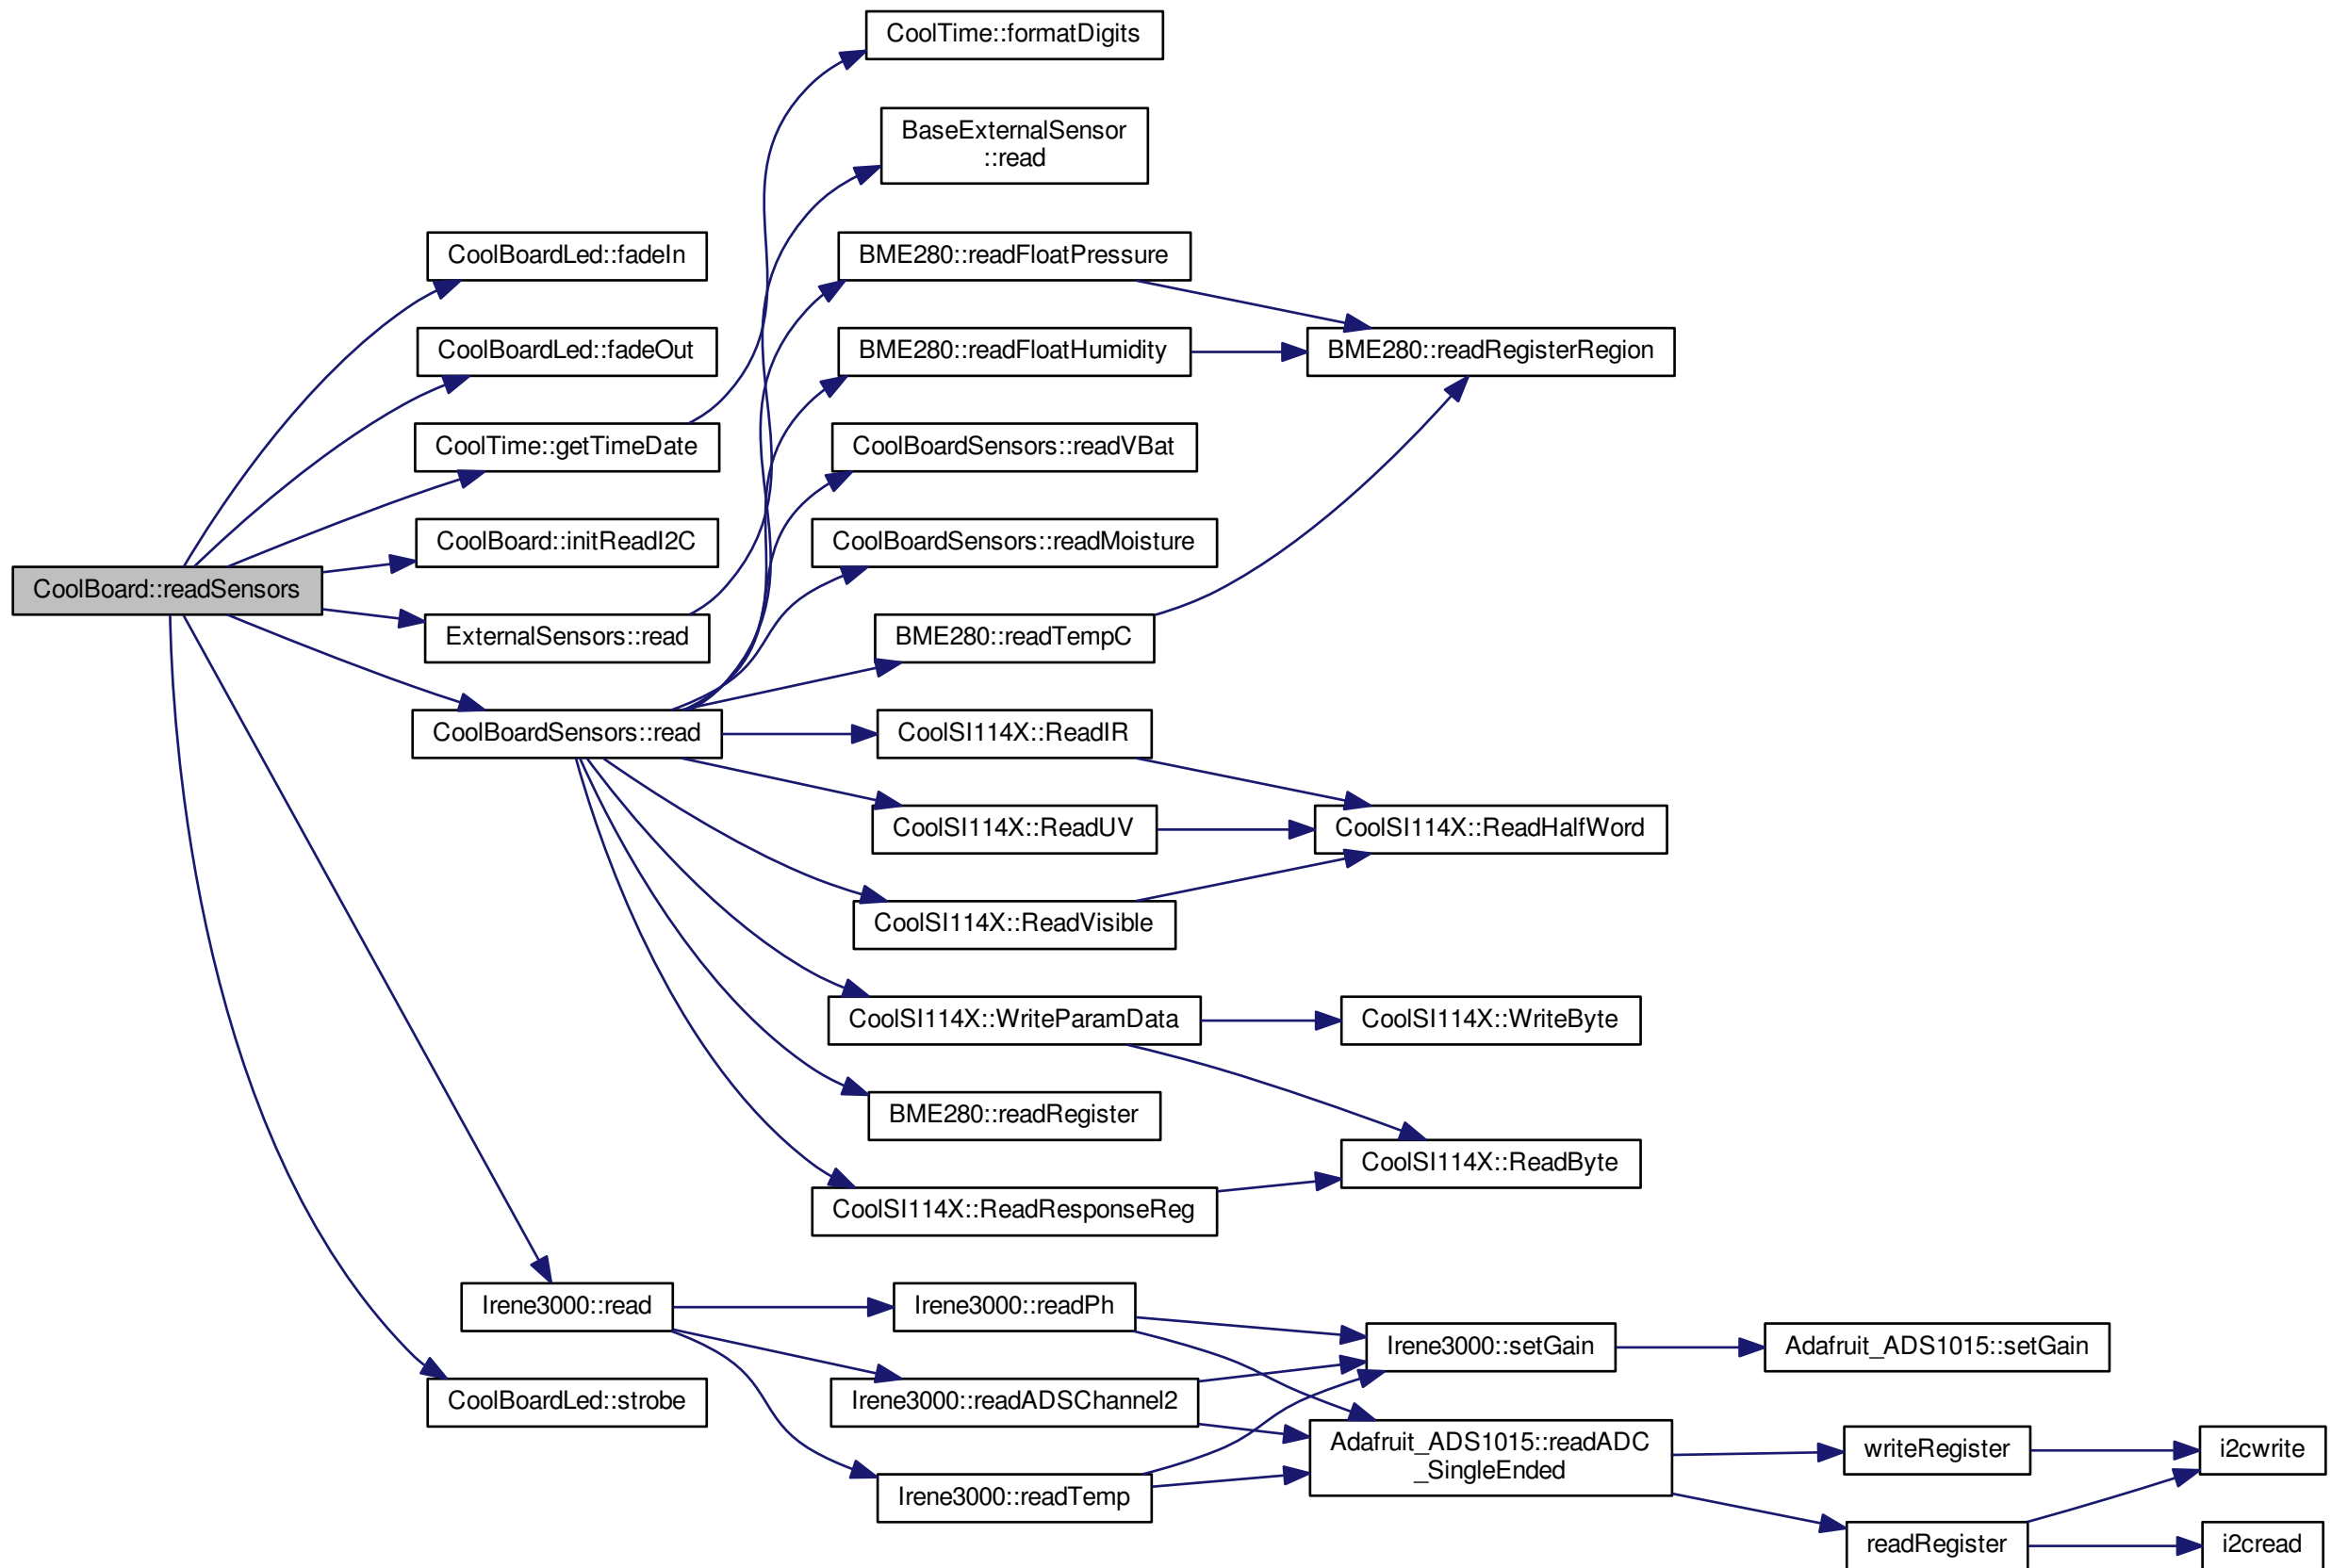 CoolTime::formatDigits
BaseExternalSensor
::read
CoolBoardLed::fadeIn
BME280::readFloatPressure
CoolBoardLed::fadeOut
BME280::readFloatHumidity
BME280::readRegisterRegion
CoolTime::getTimeDate
CoolBoardSensors::readVBat
CoolBoard::initReadI2C
CoolBoardSensors::readMoisture
CoolBoard::readSensors
ExternalSensors::read
BME280::readTempC
CoolBoardSensors::read
CoolSI114X::ReadIR
CoolSI114X::ReadUV
CoolSI114X::ReadHalfWord
CoolSI114X::ReadVisible
CoolSI114X::WriteParamData
CoolSI114X::WriteByte
BME280::readRegister
CoolSI114X::ReadByte
CoolSI114X::ReadResponseReg
Irene3000::read
Irene3000::readPh
Irene3000::setGain
Adafruit_ADS1015::setGain
CoolBoardLed::strobe
Irene3000::readADSChannel2
Adafruit_ADS1015::readADC
_SingleEnded
writeRegister
i2cwrite
Irene3000::readTemp
readRegister
i2cread